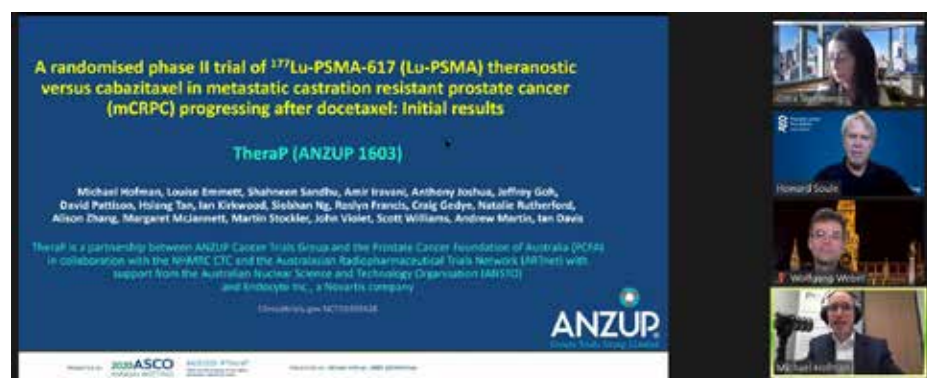 A randomised phase II trial of ¹⁷⁷Lu-PSMA-617 (Lu-PSMA) theranostic
versus cabazitaxel in metastatic castration resistant prostate cancer
(mCRPC) progressing after docetaxel: Initial results
TheraP (ANZUP 1603)
Michael Hofman, Louise Emmett, Shahneen Sandhu, Amir Iravani, Anthony Joshua, Jeffrey Goh,
David Pattison, Hsiang Tan, Ian Kirkwood, Siobhan Ng, Roslyn Francis, Craig Gedye, Natalie Rutherford,
Alison Zhang, Margaret McJannett, Martin Stockler, John Violet, Scott Williams, Andrew Martin, Ian Davis
TheraP is a partnership between ANZUP Cancer Trials Group and the Prostate Cancer Foundation of Australia (PCFA)
in collaboration with the NHMRC CTC and the Australasian Radiopharmaceutical Trials Network (ARTnet) with
support from the Australian Nuclear Science and Technology Organisation (ANSTO)
and Endocyte Inc., a Novartis company
ANZUP
PRESENTED AT:
2020 ASCO
ANNUAL MEETING
Howard Soule
Wolfgang Weber
Michael Hofman